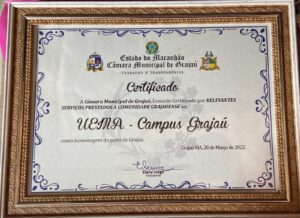 Estado do Maranhão
Câmara Municipal de Grajaú
TRABALHO E TRANSPARÊNCIA
Certificado
A Câmara Municipal de Grajaú, Concede Certificado por RELEVANTES
SERVIÇOS PRESTADOS A COMUNIDADE GRAJAUENSE
UEMA - Campus Grajaú
como homenagem do povo de Grajaú.
Grajaú MA, 28 de Março de 2023.